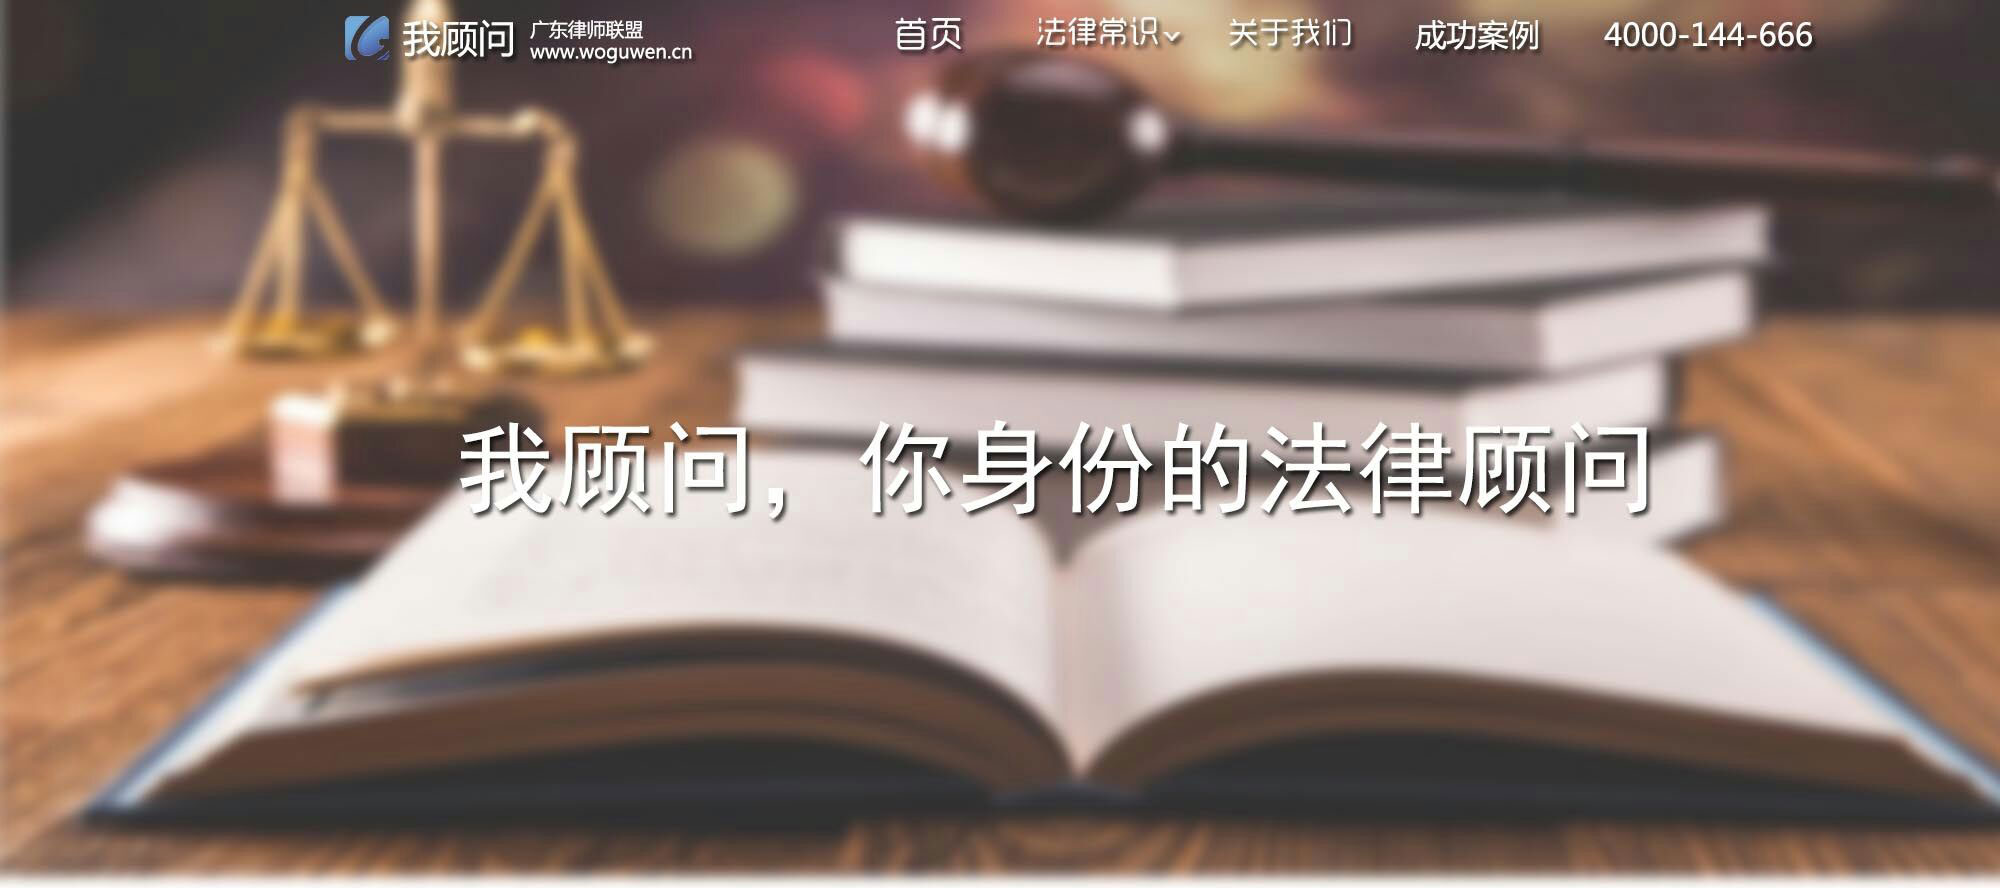 我顾问
广东律师联盟
www.woguwen.cn
首页
法律常识
关于我们
成功案例
4000-144-666
我顾问，你身份的法律顾问